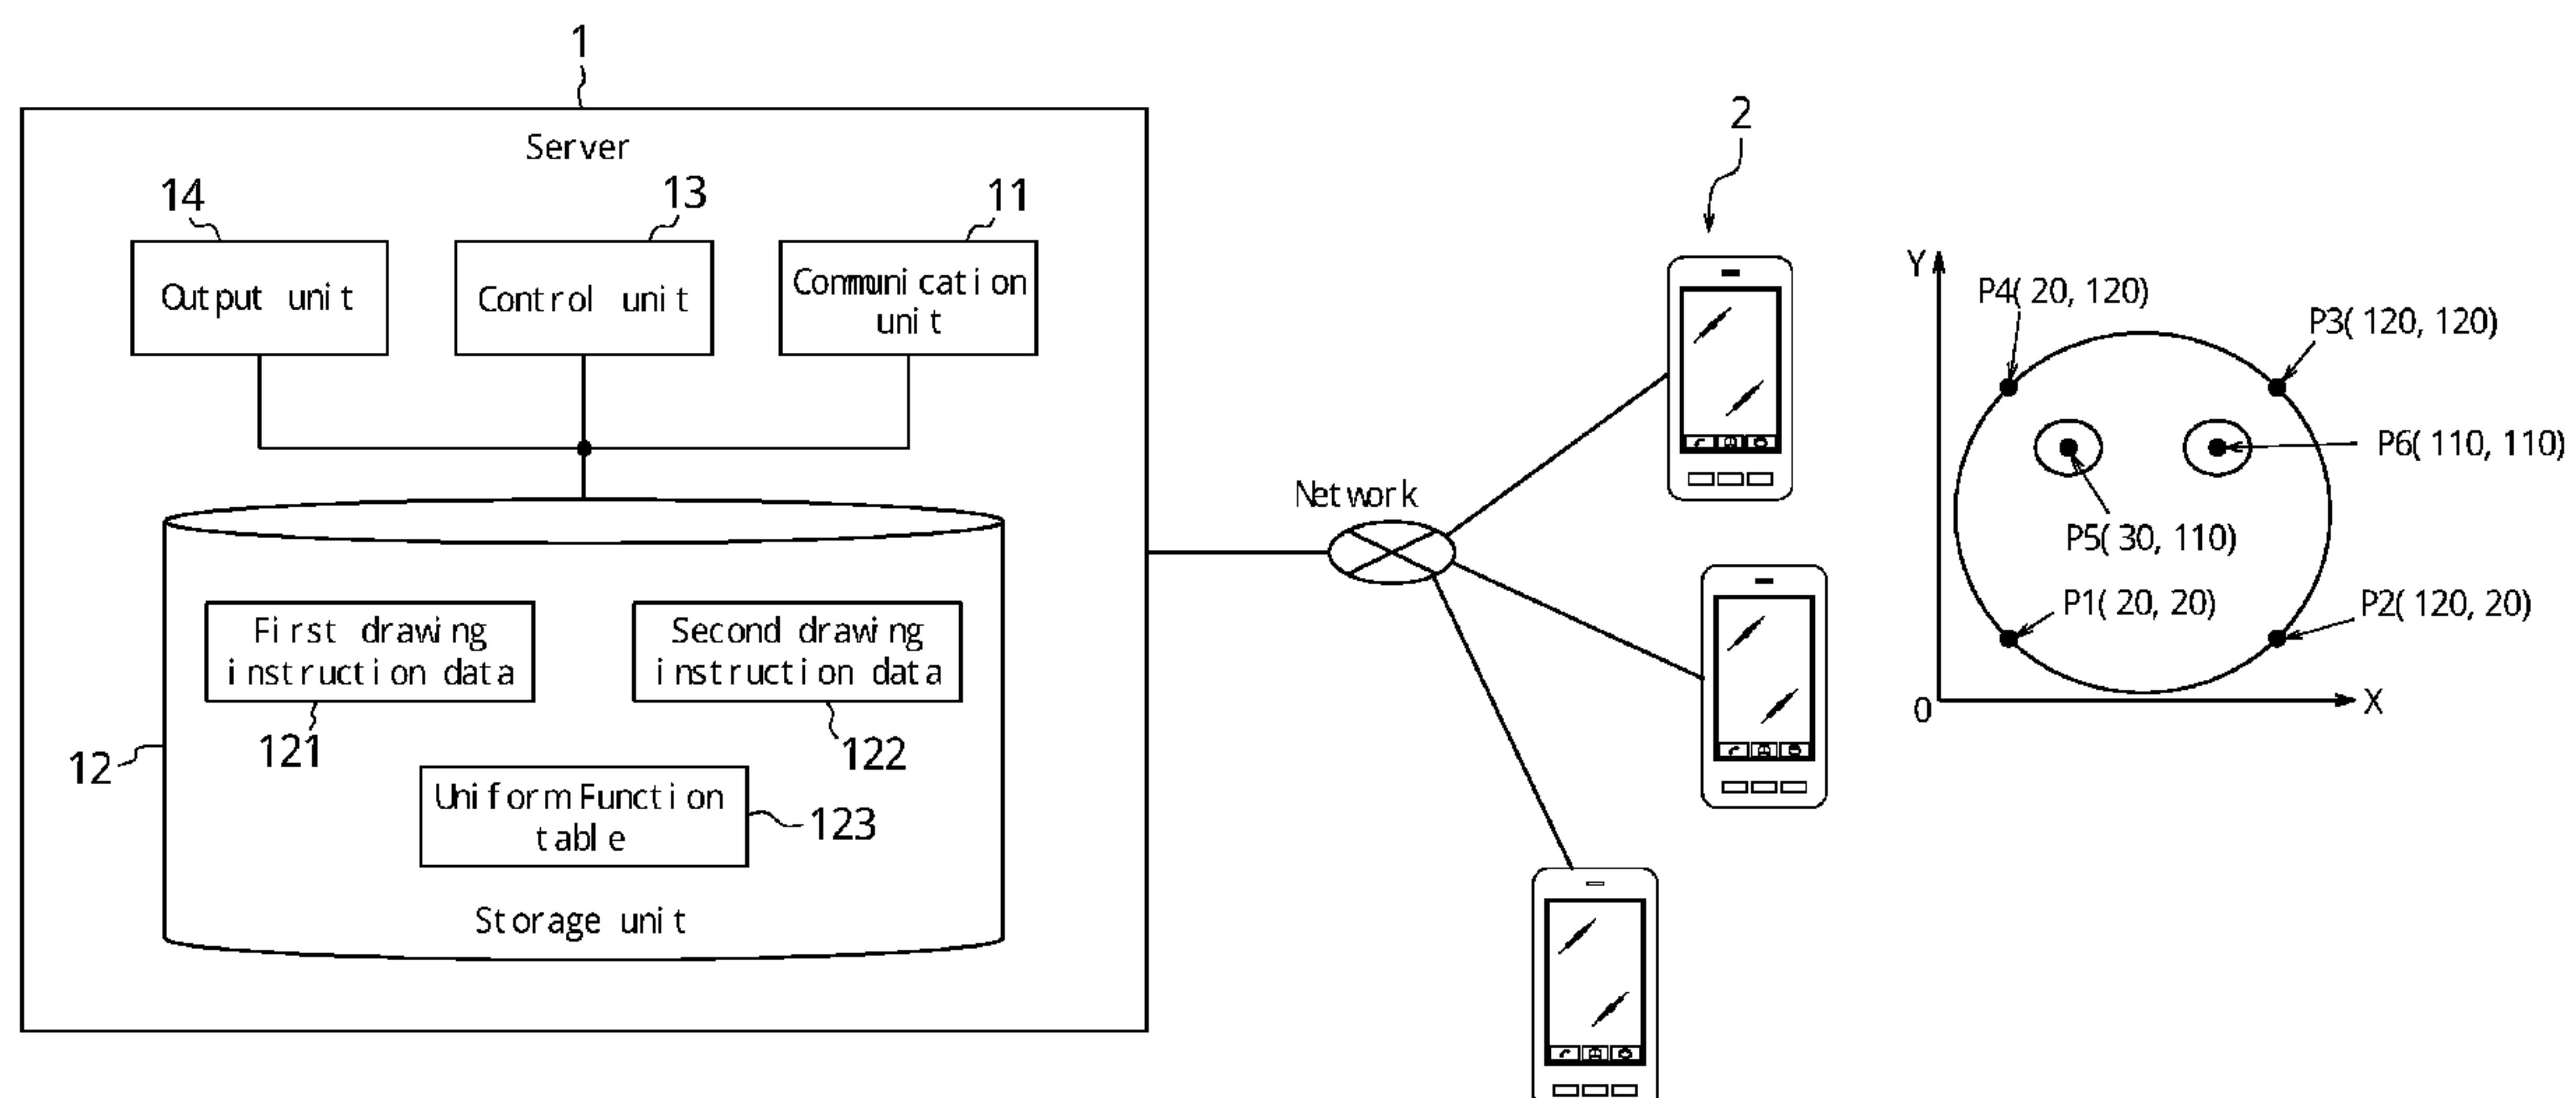 1
Server
14
13
11
Output unit
Control unit
Communication
unit
First drawing
instruction data
Second drawing
instruction data
121
122
12
Uniform Function
table
123
Storage unit
Network
2
Y
P4( 20, 120)
P3( 120, 120)
P6( 110, 110)
P5( 30, 110)
P1( 20, 20)
P2( 120, 20)
0
X